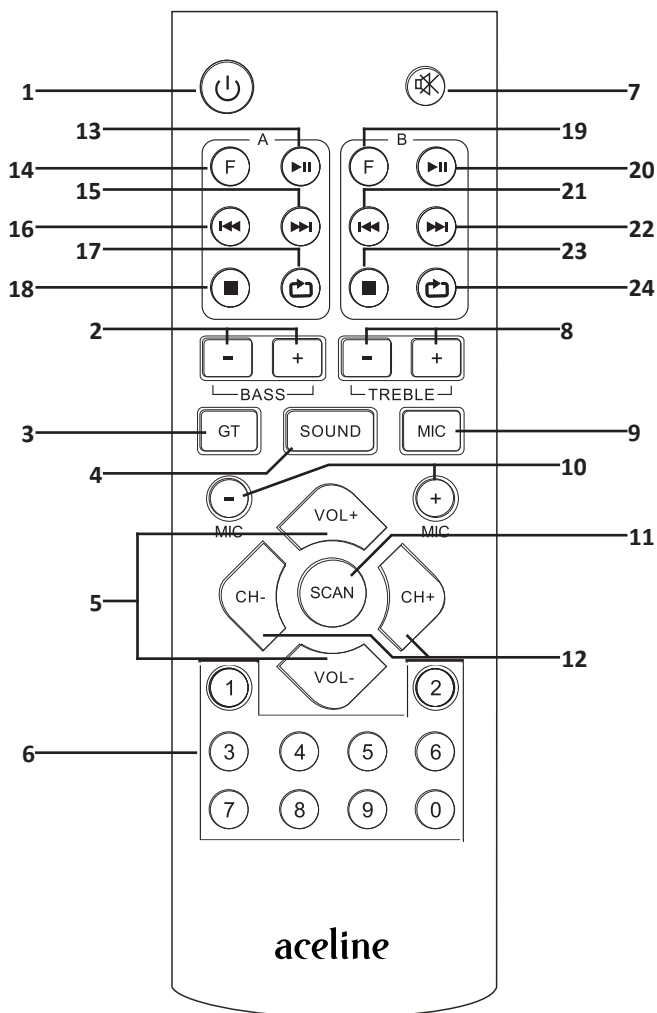 1 7
13 A B 19
14 F F 20
15 21
16 22
17 23
18 24
2 - + - + 8
BASS TREBLE
3 GT SOUND MIC 9
4
- + 10
MIC VOL+ MIC
11
CH- SCAN CH+
5
12
VOL-
1 2
6 3 4 5 6
7 8 9 0
aceline